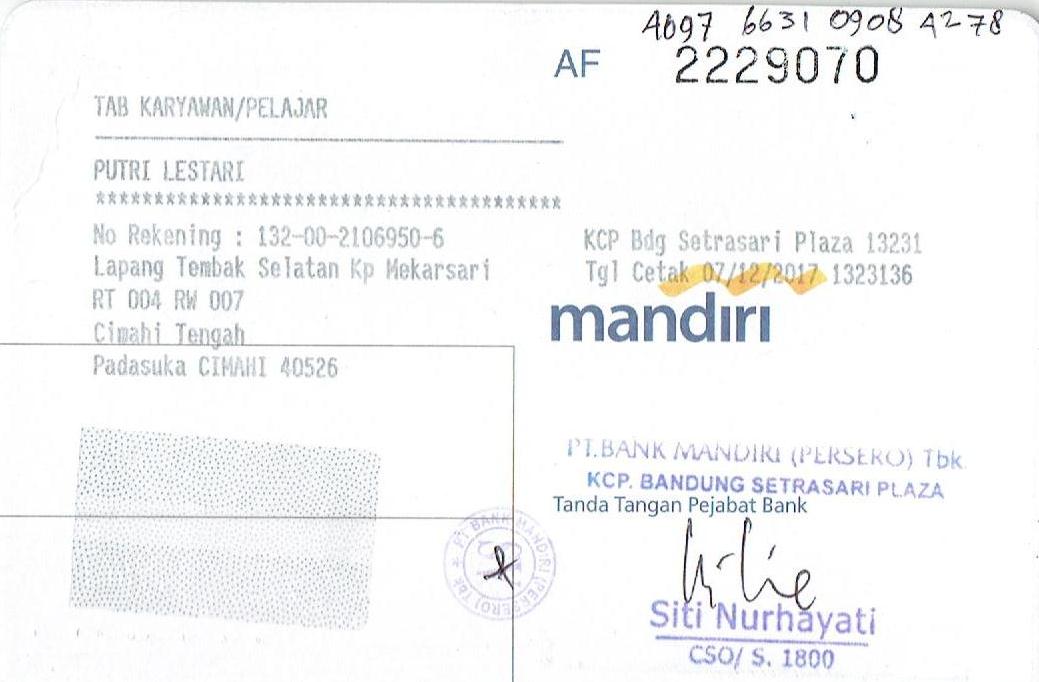 4097 6631 0908 4278
AF 2229070
TAB KARYAWAN/PELAJAR
PUTRI LESTARI
****************************************
No Rekening : 132-00-2106950-6
Lapang Tembak Selatan Kp Mekarsari
RT 004 RW 007
Cimahi Tengah
Padasuka CIMAHI 40526
KCP Bdg Setrasari Plaza 13231
Tgl Cetak 07/12/2017 1323136
mandiri
PT.BANK MANDIRI (PERSERO) Tbk
KCP. BANDUNG SETRASARI PLAZA
Tanda Tangan Pejabat Bank
PT BANK MANDIRI (PERSERO) Tbk *
Siti Nurhayati
CSO/ S. 1800